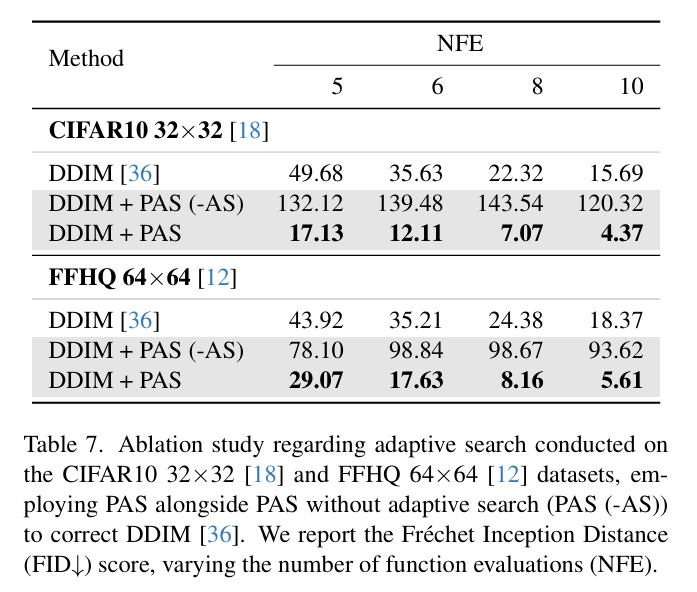 Method NFE
5 6 8 10
CIFAR10 32×32 [18]
DDIM [36] 49.68 35.63 22.32 15.69
DDIM + PAS (-AS) 132.12 139.48 143.54 120.32
DDIM + PAS 17.13 12.11 7.07 4.37
FFHQ 64×64 [12]
DDIM [36] 43.92 35.21 24.38 18.37
DDIM + PAS (-AS) 78.10 98.84 98.67 93.62
DDIM + PAS 29.07 17.63 8.16 5.61
Table 7. Ablation study regarding adaptive search conducted on
the CIFAR10 32×32 [18] and FFHQ 64×64 [12] datasets, em-
ploying PAS alongside PAS without adaptive search (PAS (-AS))
to correct DDIM [36]. We report the Fréchet Inception Distance
(FID↓) score, varying the number of function evaluations (NFE).